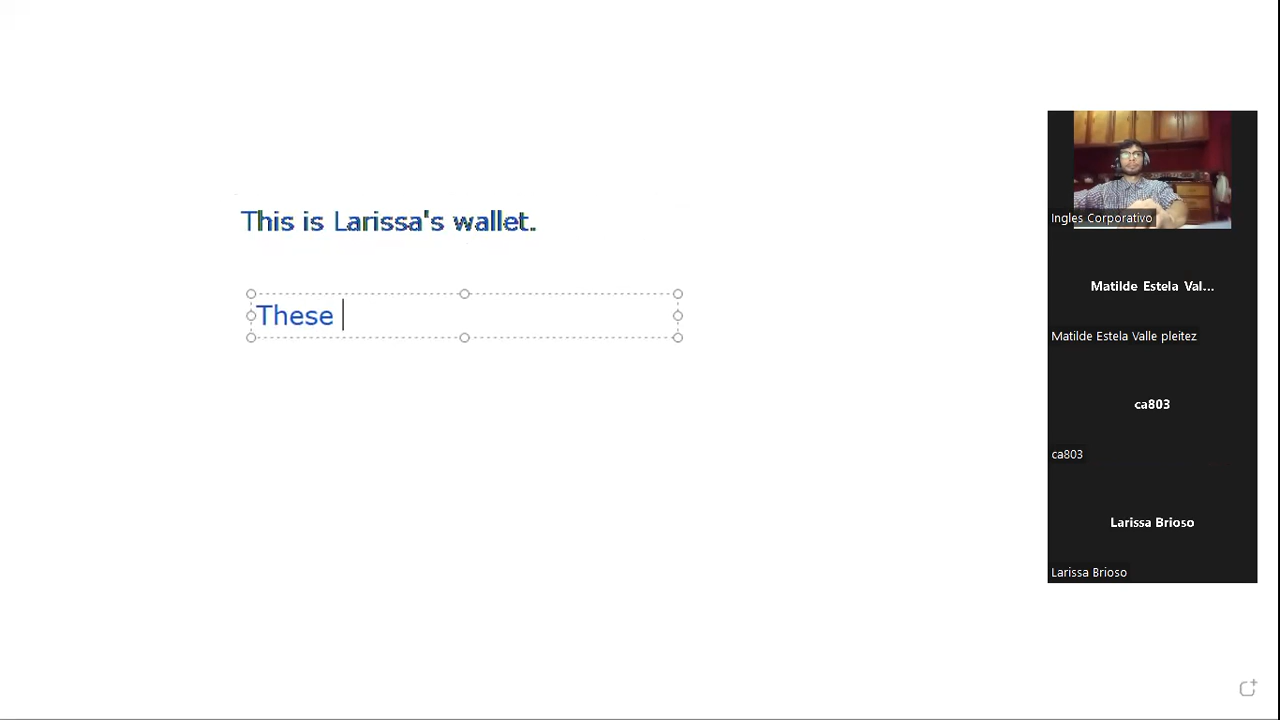 This is Larissa's wallet.
These
Ingles Corporativo
Matilde Estela Val...
Matilde Estela Valle pleitez
ca803
ca803
Larissa Brioso
Larissa Brioso